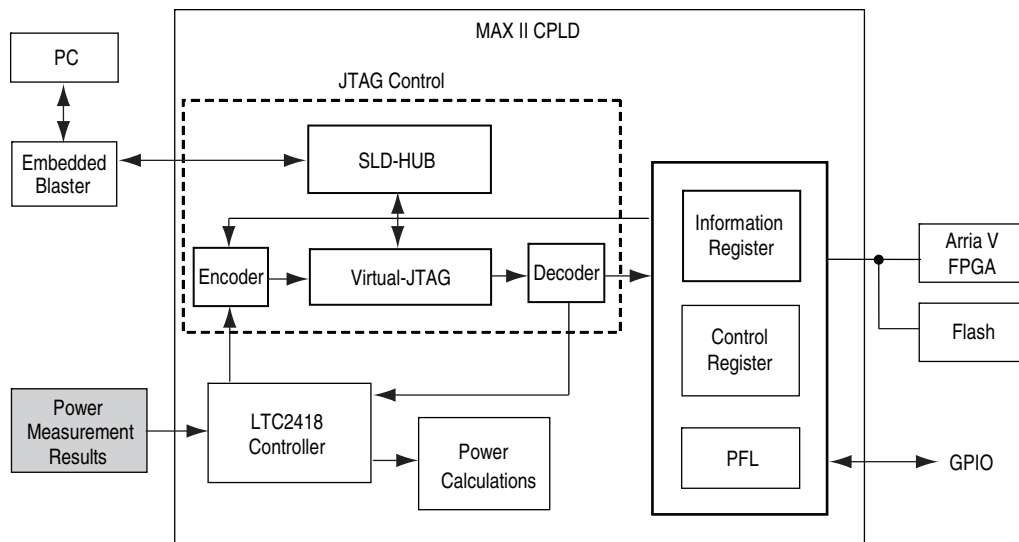 MAX II CPLD
PC
JTAG Control
Embedded
Blaster
SLD-HUB
Information
Register
Arria V
FPGA
Encoder
Virtual-JTAG
Decoder
Control
Register
Flash
Power
Measurement
Results
LTC2418
Controller
Power
Calculations
PFL
GPIO